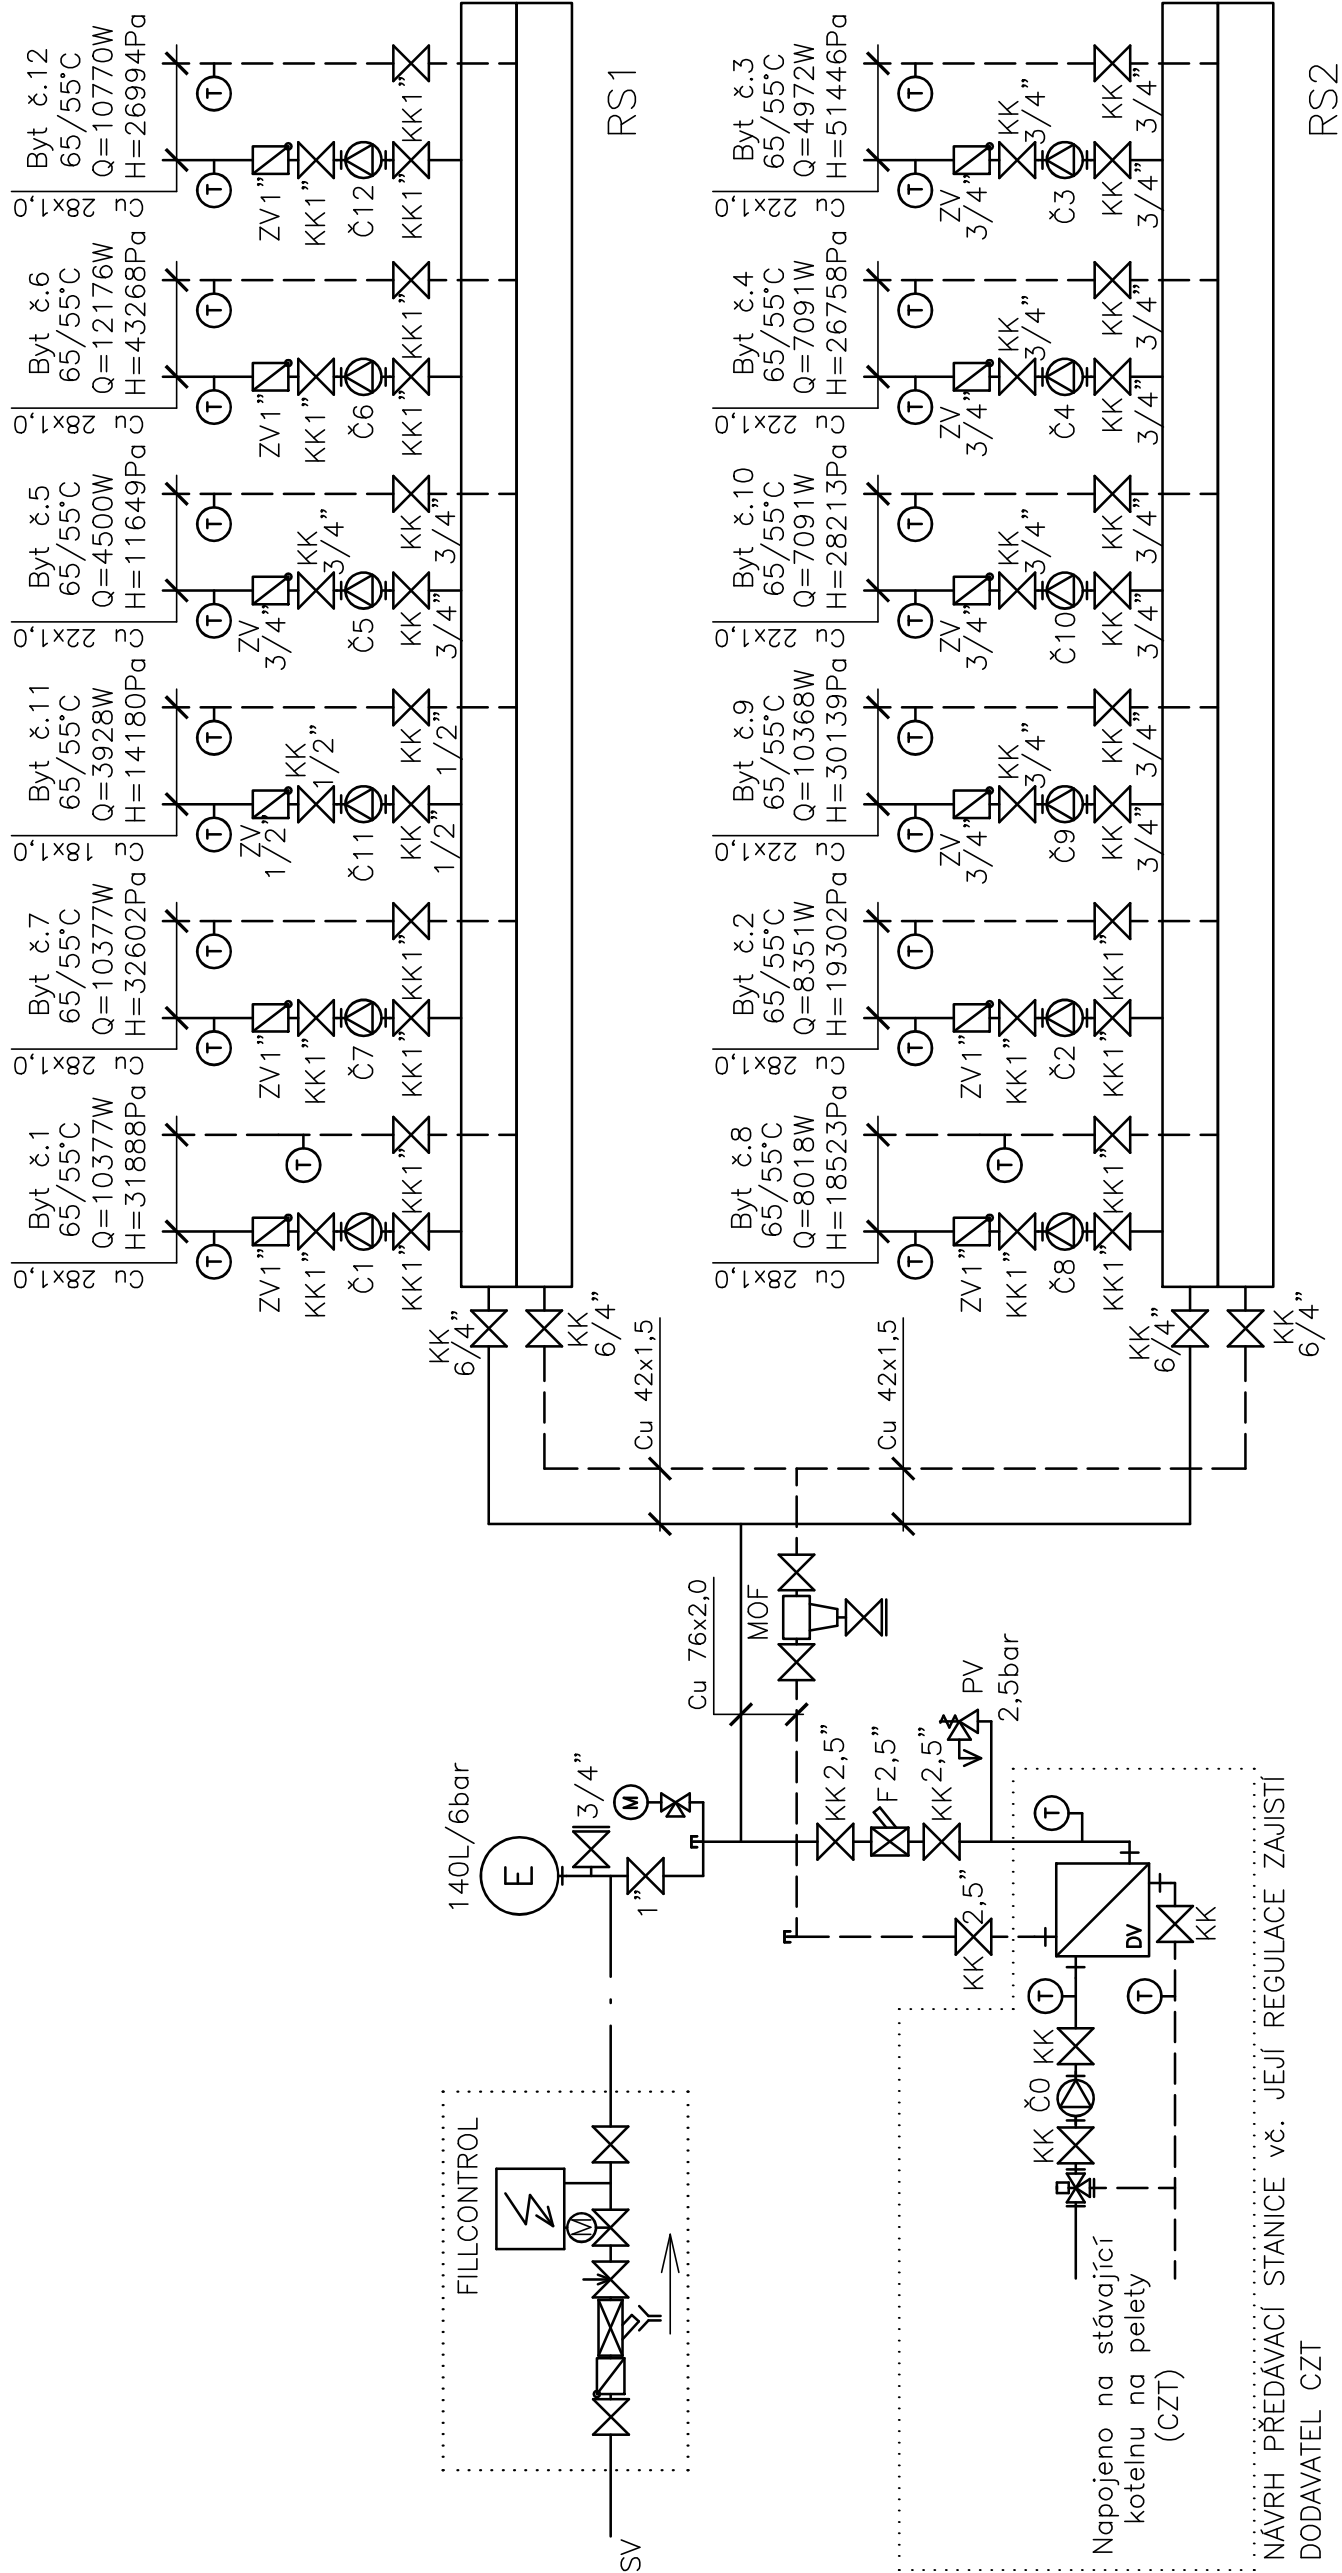 Byt č.1
65/55°C
Q=10377W
H=31888Pa
Cu 28x1,0
T
T
ZV1"
KK1"
Č1
KK1"
KK1"
Byt č.7
65/55°C
Q=10377W
H=32602Pa
Cu 28x1,0
T
T
ZV1"
KK1"
Č7
KK1"
KK1"
Byt č.11
65/55°C
Q=3928W
H=14180Pa
Cu 18x1,0
T
T
ZV
1/2"
KK
1/2"
Č11
KK
1/2"
KK
1/2"
Byt č.5
65/55°C
Q=4500W
H=11649Pa
Cu 22x1,0
T
T
ZV
3/4"
KK
3/4"
Č5
KK
3/4"
KK
3/4"
Byt č.6
65/55°C
Q=12176W
H=43268Pa
Cu 28x1,0
T
T
ZV1"
KK1"
Č6
KK1"
KK1"
Byt č.12
65/55°C
Q=10770W
H=26994Pa
Cu 28x1,0
T
T
ZV1"
KK1"
Č12
KK1"
KK1"
RS1
KK
6/4"
KK
6/4"
Cu 42x1,5
Byt č.8
65/55°C
Q=8018W
H=18523Pa
Cu 28x1,0
T
T
ZV1"
KK1"
Č8
KK1"
KK1"
Byt č.2
65/55°C
Q=8351W
H=19302Pa
Cu 28x1,0
T
T
ZV1"
KK1"
Č2
KK1"
KK1"
Byt č.9
65/55°C
Q=10368W
H=30139Pa
Cu 22x1,0
T
T
ZV
3/4"
KK
3/4"
Č9
KK
3/4"
KK
3/4"
Byt č.10
65/55°C
Q=7091W
H=28213Pa
Cu 22x1,0
T
T
ZV
3/4"
KK
3/4"
Č10
KK
3/4"
KK
3/4"
Byt č.4
65/55°C
Q=7091W
H=26758Pa
Cu 22x1,0
T
T
ZV
3/4"
KK
3/4"
Č4
KK
3/4"
KK
3/4"
Byt č.3
65/55°C
Q=4972W
H=51446Pa
Cu 22x1,0
T
T
ZV
3/4"
KK
3/4"
Č3
KK
3/4"
KK
3/4"
RS2
KK
6/4"
KK
6/4"
Cu 42x1,5
Cu 76x2,0
MOF
140L/6bar
E
3/4"
1"
M
KK2,5"
F2,5"
KK2,5"
PV
2,5bar
KK2,5"
T
DV
KK
T
T
KK
ČO
KK
FILLCONTROL
M
SV
Napojeno na stávající
kotelnu na pelety
(CZT)
NÁVRH PŘEDÁVACÍ STANICE vč. JEJÍ REGULACE ZAJISTÍ
DODAVATEL CZT